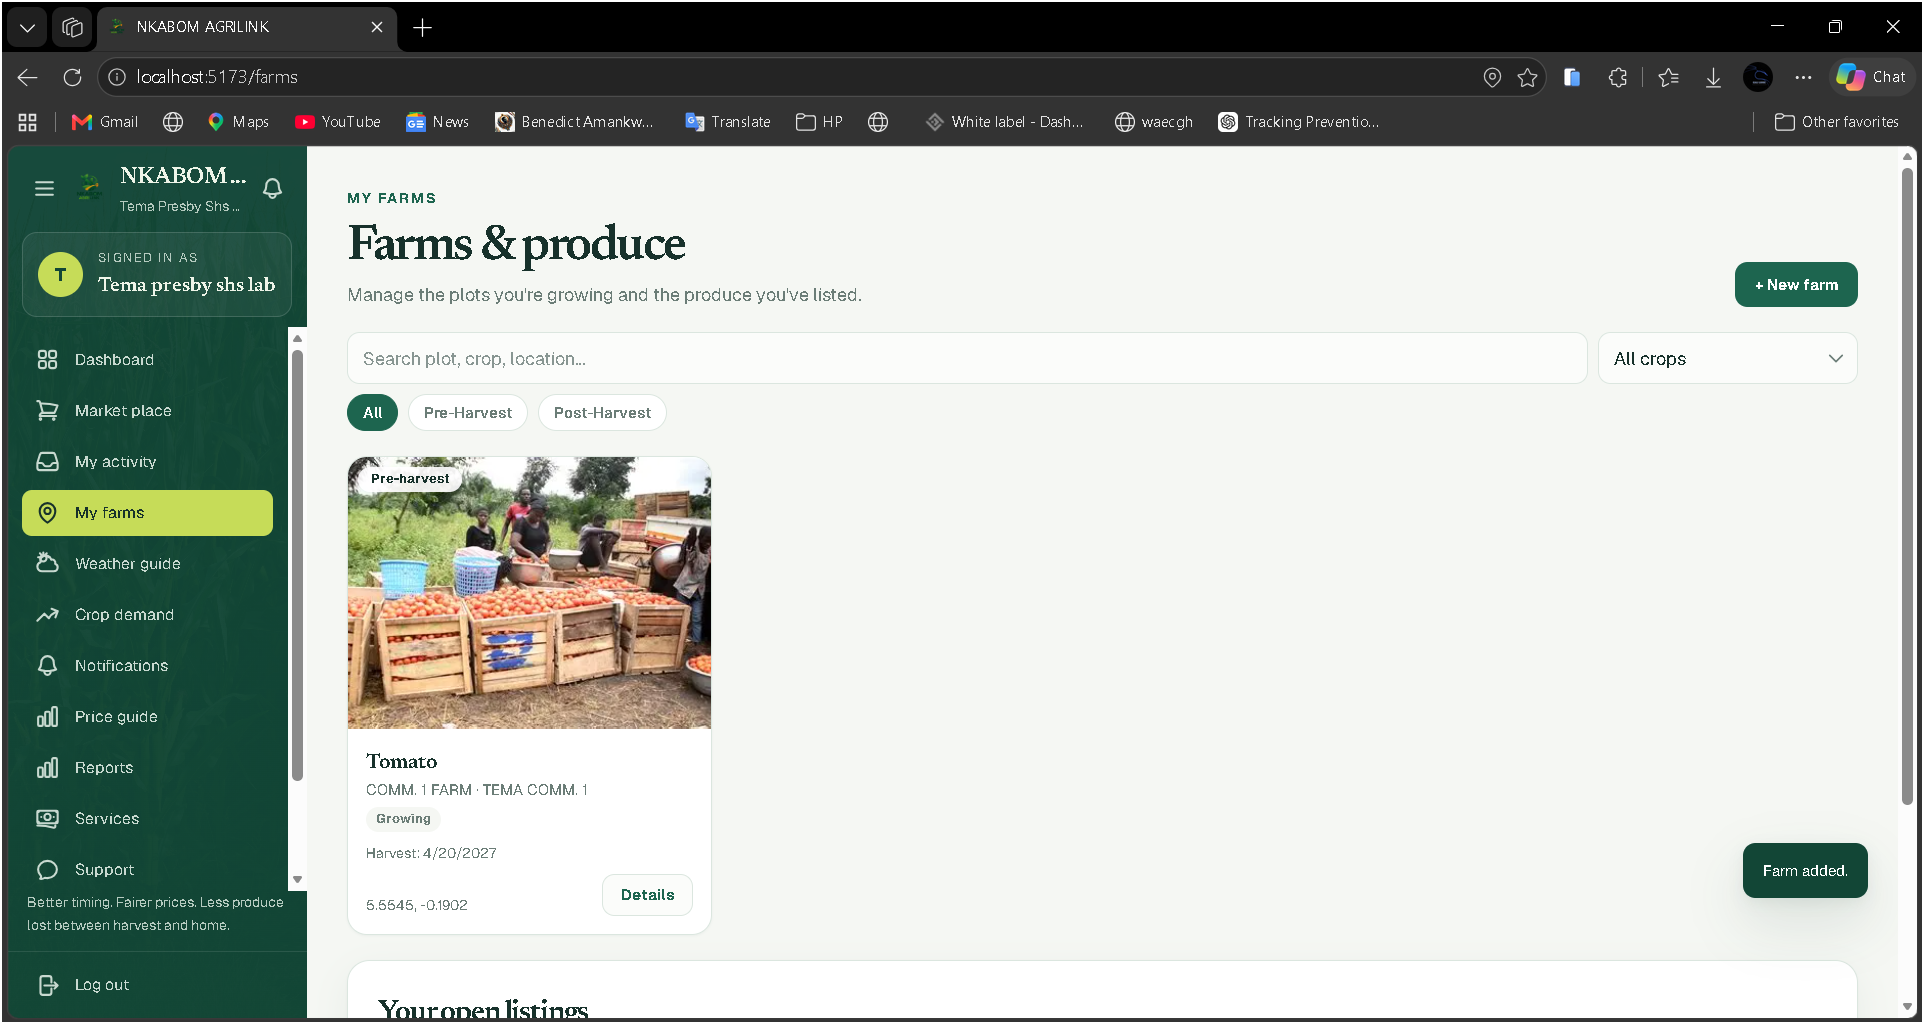 NKABOM AGRILINK
localhost:5173/farms
Chat
Gmail
Maps
YouTube
News
Benedict Amankw...
Translate
HP
White label - Dash...
waecgh
Tracking Preventio...
Other favorites
NKABOM...
Tema Presby Shs ...
SIGNED IN AS
T
Tema presby shs lab
Dashboard
Market place
My activity
My farms
Weather guide
Crop demand
Notifications
Price guide
Reports
Services
Support
Better timing. Fairer prices. Less produce
lost between harvest and home.
Log out
MY FARMS
Farms & produce
Manage the plots you're growing and the produce you've listed.
+ New farm
Search plot, crop, location...
All crops
All
Pre-Harvest
Post-Harvest
Pre-harvest
Tomato
COMM. 1 FARM · TEMA COMM. 1
Growing
Harvest: 4/20/2027
5.5545, -0.1902
Details
Farm added.
Your open listings